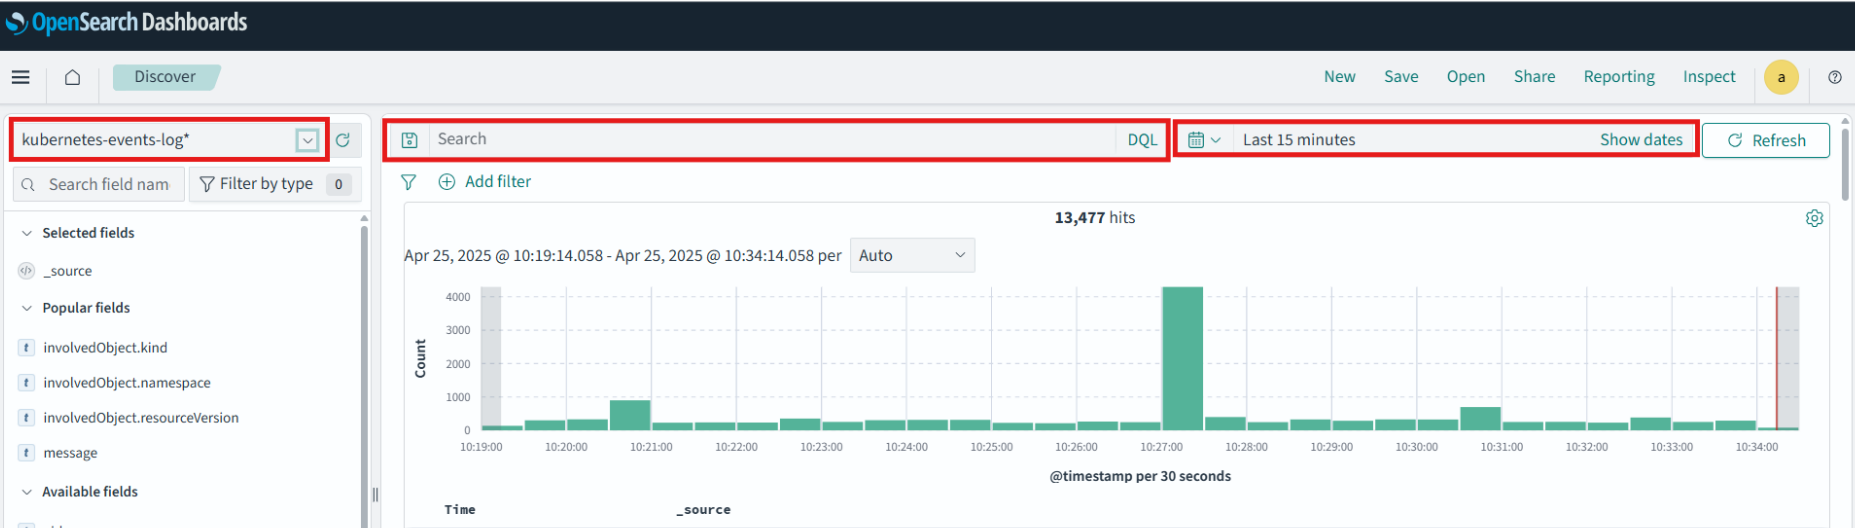 OpenSearch Dashboards
Discover
New Save Open Share Reporting Inspect a
kubernetes-events-log*
Search DQL
Last 15 minutes Show dates
Refresh
Search field nam
Filter by type 0
Add filter
Selected fields
_source
Popular fields
t involvedObject.kind
t involvedObject.namespace
t involvedObject.resourceVersion
t message
Available fields
13,477 hits
Apr 25, 2025 @ 10:19:14.058 - Apr 25, 2025 @ 10:34:14.058 per Auto
Count
4000
3000
2000
1000
0
10:19:00 10:20:00 10:21:00 10:22:00 10:23:00 10:24:00 10:25:00 10:26:00 10:27:00 10:28:00 10:29:00 10:30:00 10:31:00 10:32:00 10:33:00 10:34:00
@timestamp per 30 seconds
Time _source